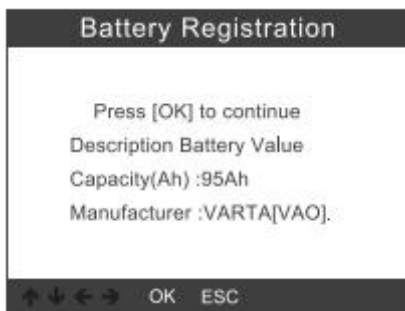 Battery Registration
Press [OK] to continue
Description Battery Value
Capacity(Ah) :95Ah
Manufacturer :VARTA[VAO].
↑ ↓ ← → OK ESC